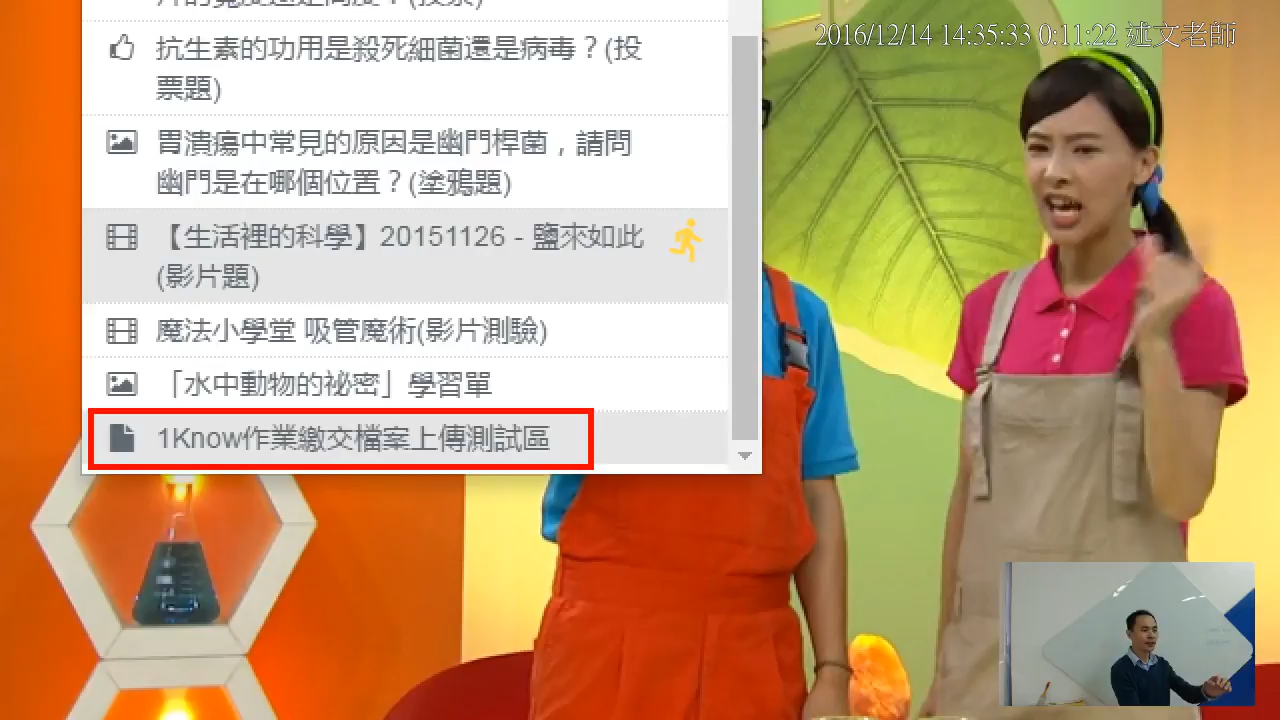 2016/12/14 14:35:33 0:11:22 述文老師
抗生素的功用是殺死細菌還是病毒？(投
票題)
胃潰瘍中常見的原因是幽門桿菌，請問
幽門是在哪個位置？(塗鴉題)
【生活裡的科學】20151126 - 鹽來如此
(影片題)
魔法小學堂 吸管魔術(影片測驗)
「水中動物的祕密」學習單
1Know作業繳交檔案上傳測試區